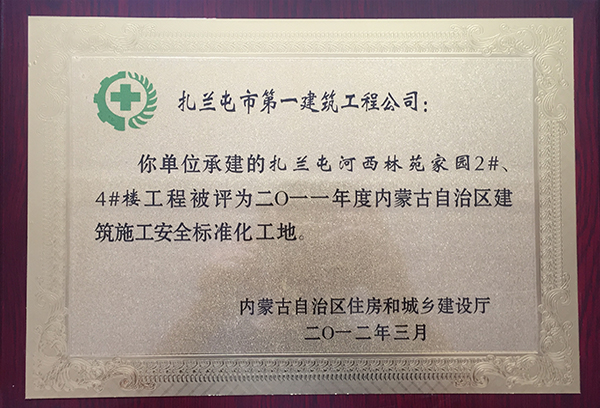 扎兰屯市第一建筑工程公司：
你单位承建的扎兰屯河西林苑家园2#、
4#楼工程被评为二〇一一年度内蒙古自治区建
筑施工安全标准化工地。
内蒙古自治区住房和城乡建设厅
二〇一二年三月